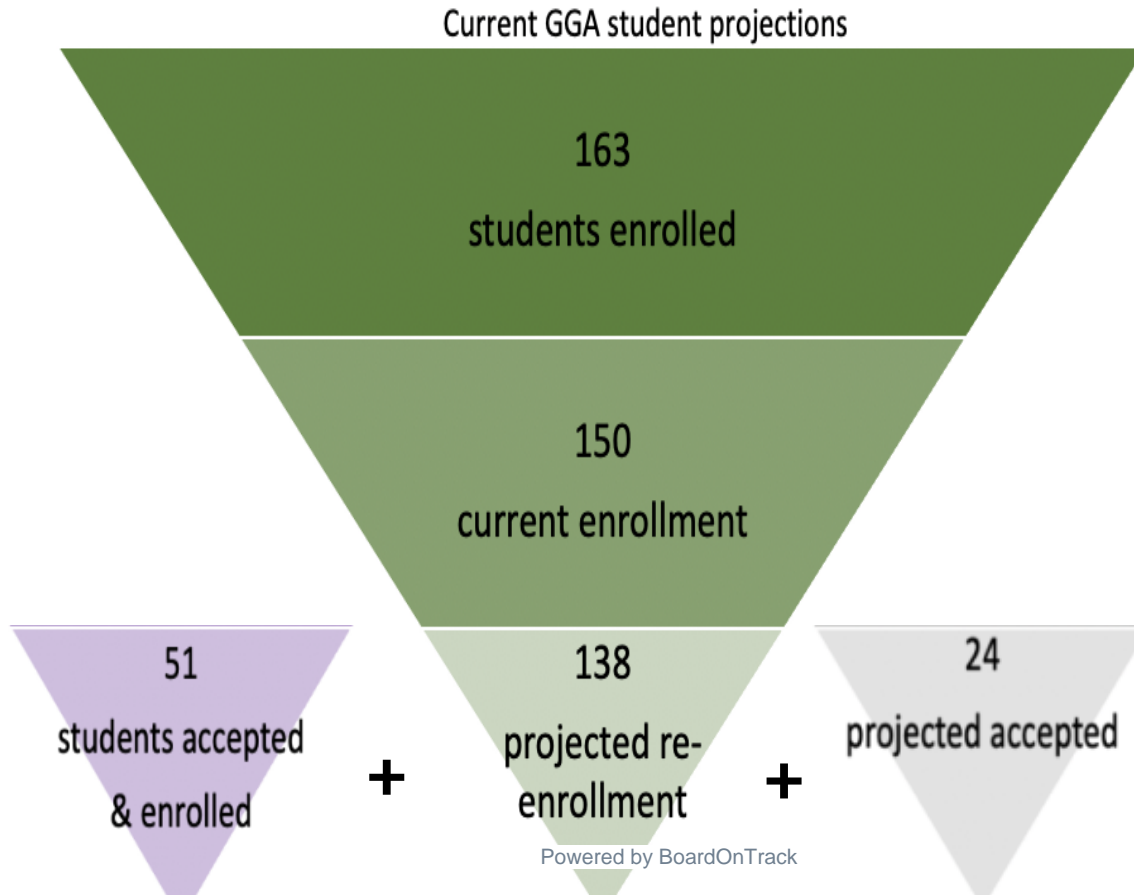 Current GGA student projections
163
students enrolled
150
current enrollment
51
students accepted
& enrolled
+
138
projected re-
enrollment
+
24
projected accepted
Powered by BoardOnTrack